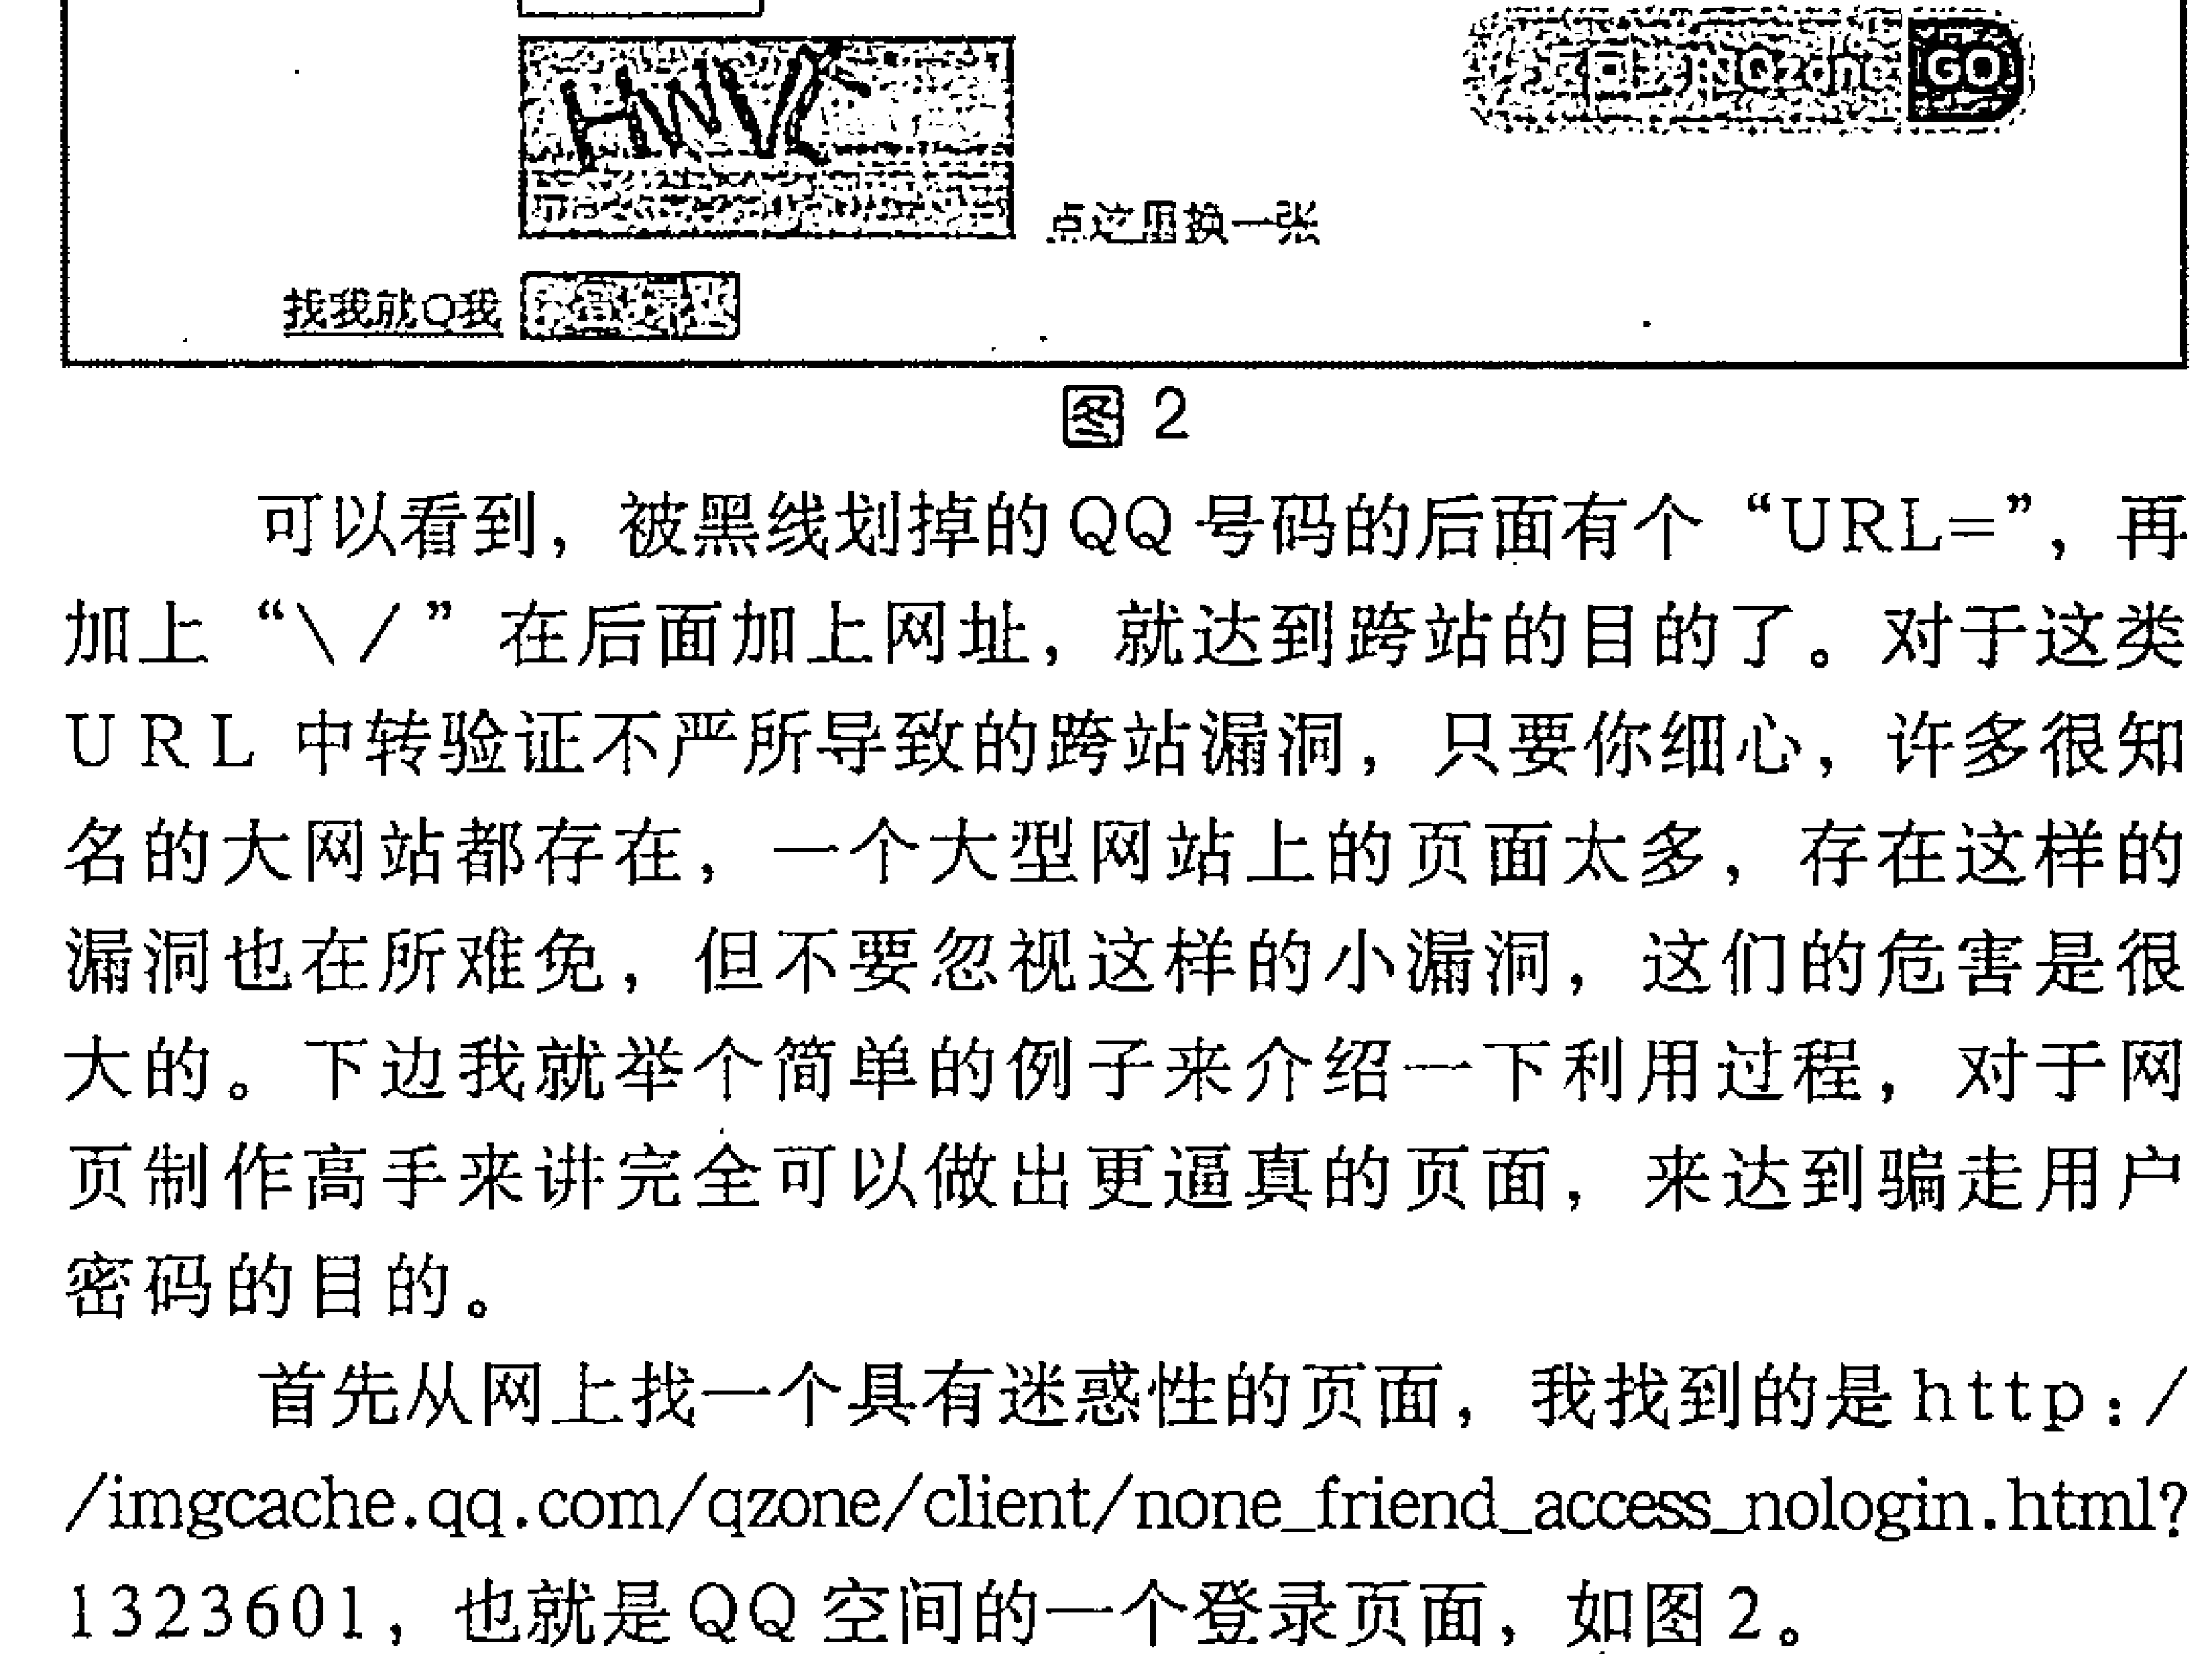 HWVK
返回我的Qzone GO
点这里换一张
找我就Q我
图 2
可以看到，被黑线划掉的QQ号码的后面有个“URL=”，再
加上“\/”在后面加上网址，就达到跨站的目的了。对于这类
URL 中转验证不严所导致的跨站漏洞，只要你细心，许多很知
名的大网站都存在，一个大型网站上的页面太多，存在这样的
漏洞也在所难免，但不要忽视这样的小漏洞，这们的危害是很
大的。下边我就举个简单的例子来介绍一下利用过程，对于网
页制作高手来讲完全可以做出更逼真的页面，来达到骗走用户
密码的目的。
首先从网上找一个具有迷惑性的页面，我找到的是http：/
/imgcache.qq.com/qzone/client/none_friend_access_nologin.html?
1323601，也就是QQ空间的一个登录页面，如图2。